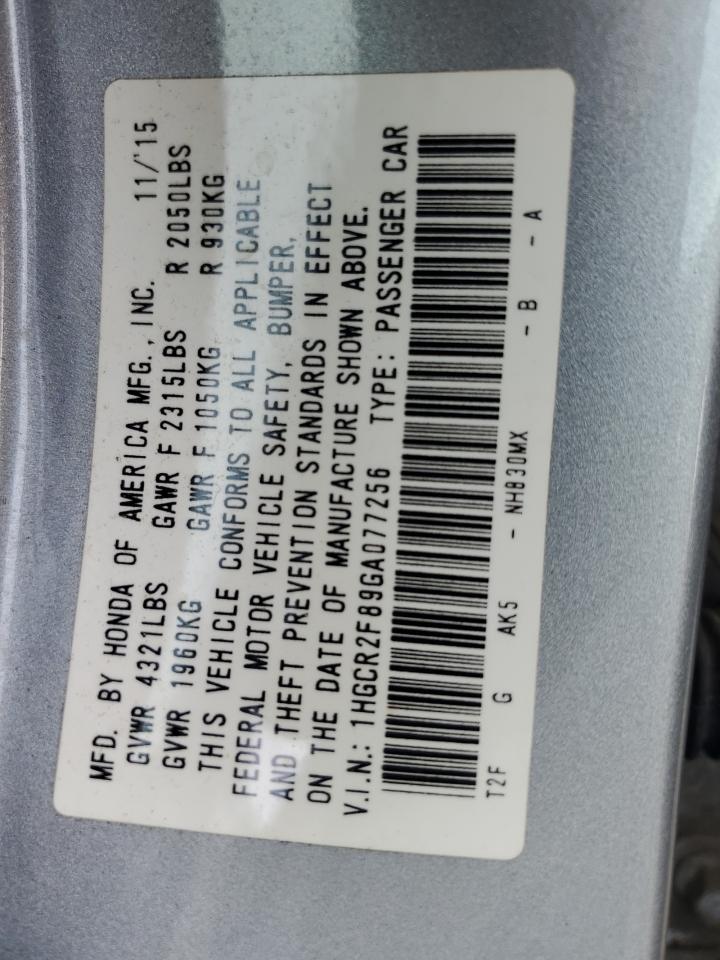 MFD. BY HONDA OF AMERICA MFG., INC. 11/'15
GVWR 4321LBS GAWR F 2315LBS R 2050LBS
GVWR 1960KG GAWR F 1050KG R 930KG
THIS VEHICLE CONFORMS TO ALL APPLICABLE
FEDERAL MOTOR VEHICLE SAFETY, BUMPER,
AND THEFT PREVENTION STANDARDS IN EFFECT
ON THE DATE OF MANUFACTURE SHOWN ABOVE.
V.I.N.: 1HGCR2F89GA077256 TYPE: PASSENGER CAR
T2F G AK5 - NH830MX - B - A